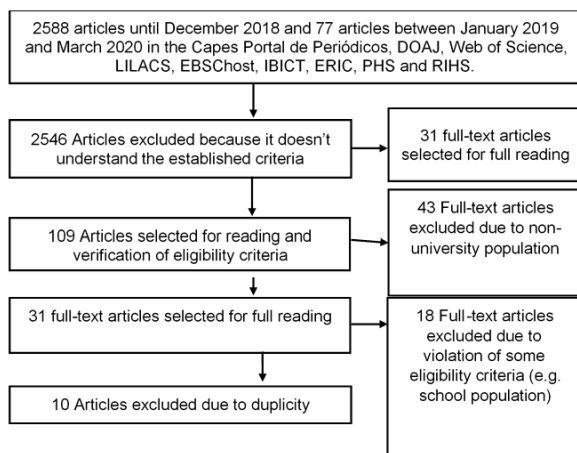 2588 articles until December 2018 and 77 articles between January 2019
and March 2020 in the Capes Portal de Periódicos, DOAJ, Web of Science,
LILACS, EBSChost, IBICT, ERIC, PHS and RIHS.
2546 Articles excluded because it doesn't
understand the established criteria
31 full-text articles
selected for full reading
109 Articles selected for reading and
verification of eligibility criteria
43 Full-text articles
excluded due to non-
university population
31 full-text articles selected for full reading
18 Full-text articles
excluded due to
violation of some
eligibility criteria (e.g.
school population)
10 Articles excluded due to duplicity